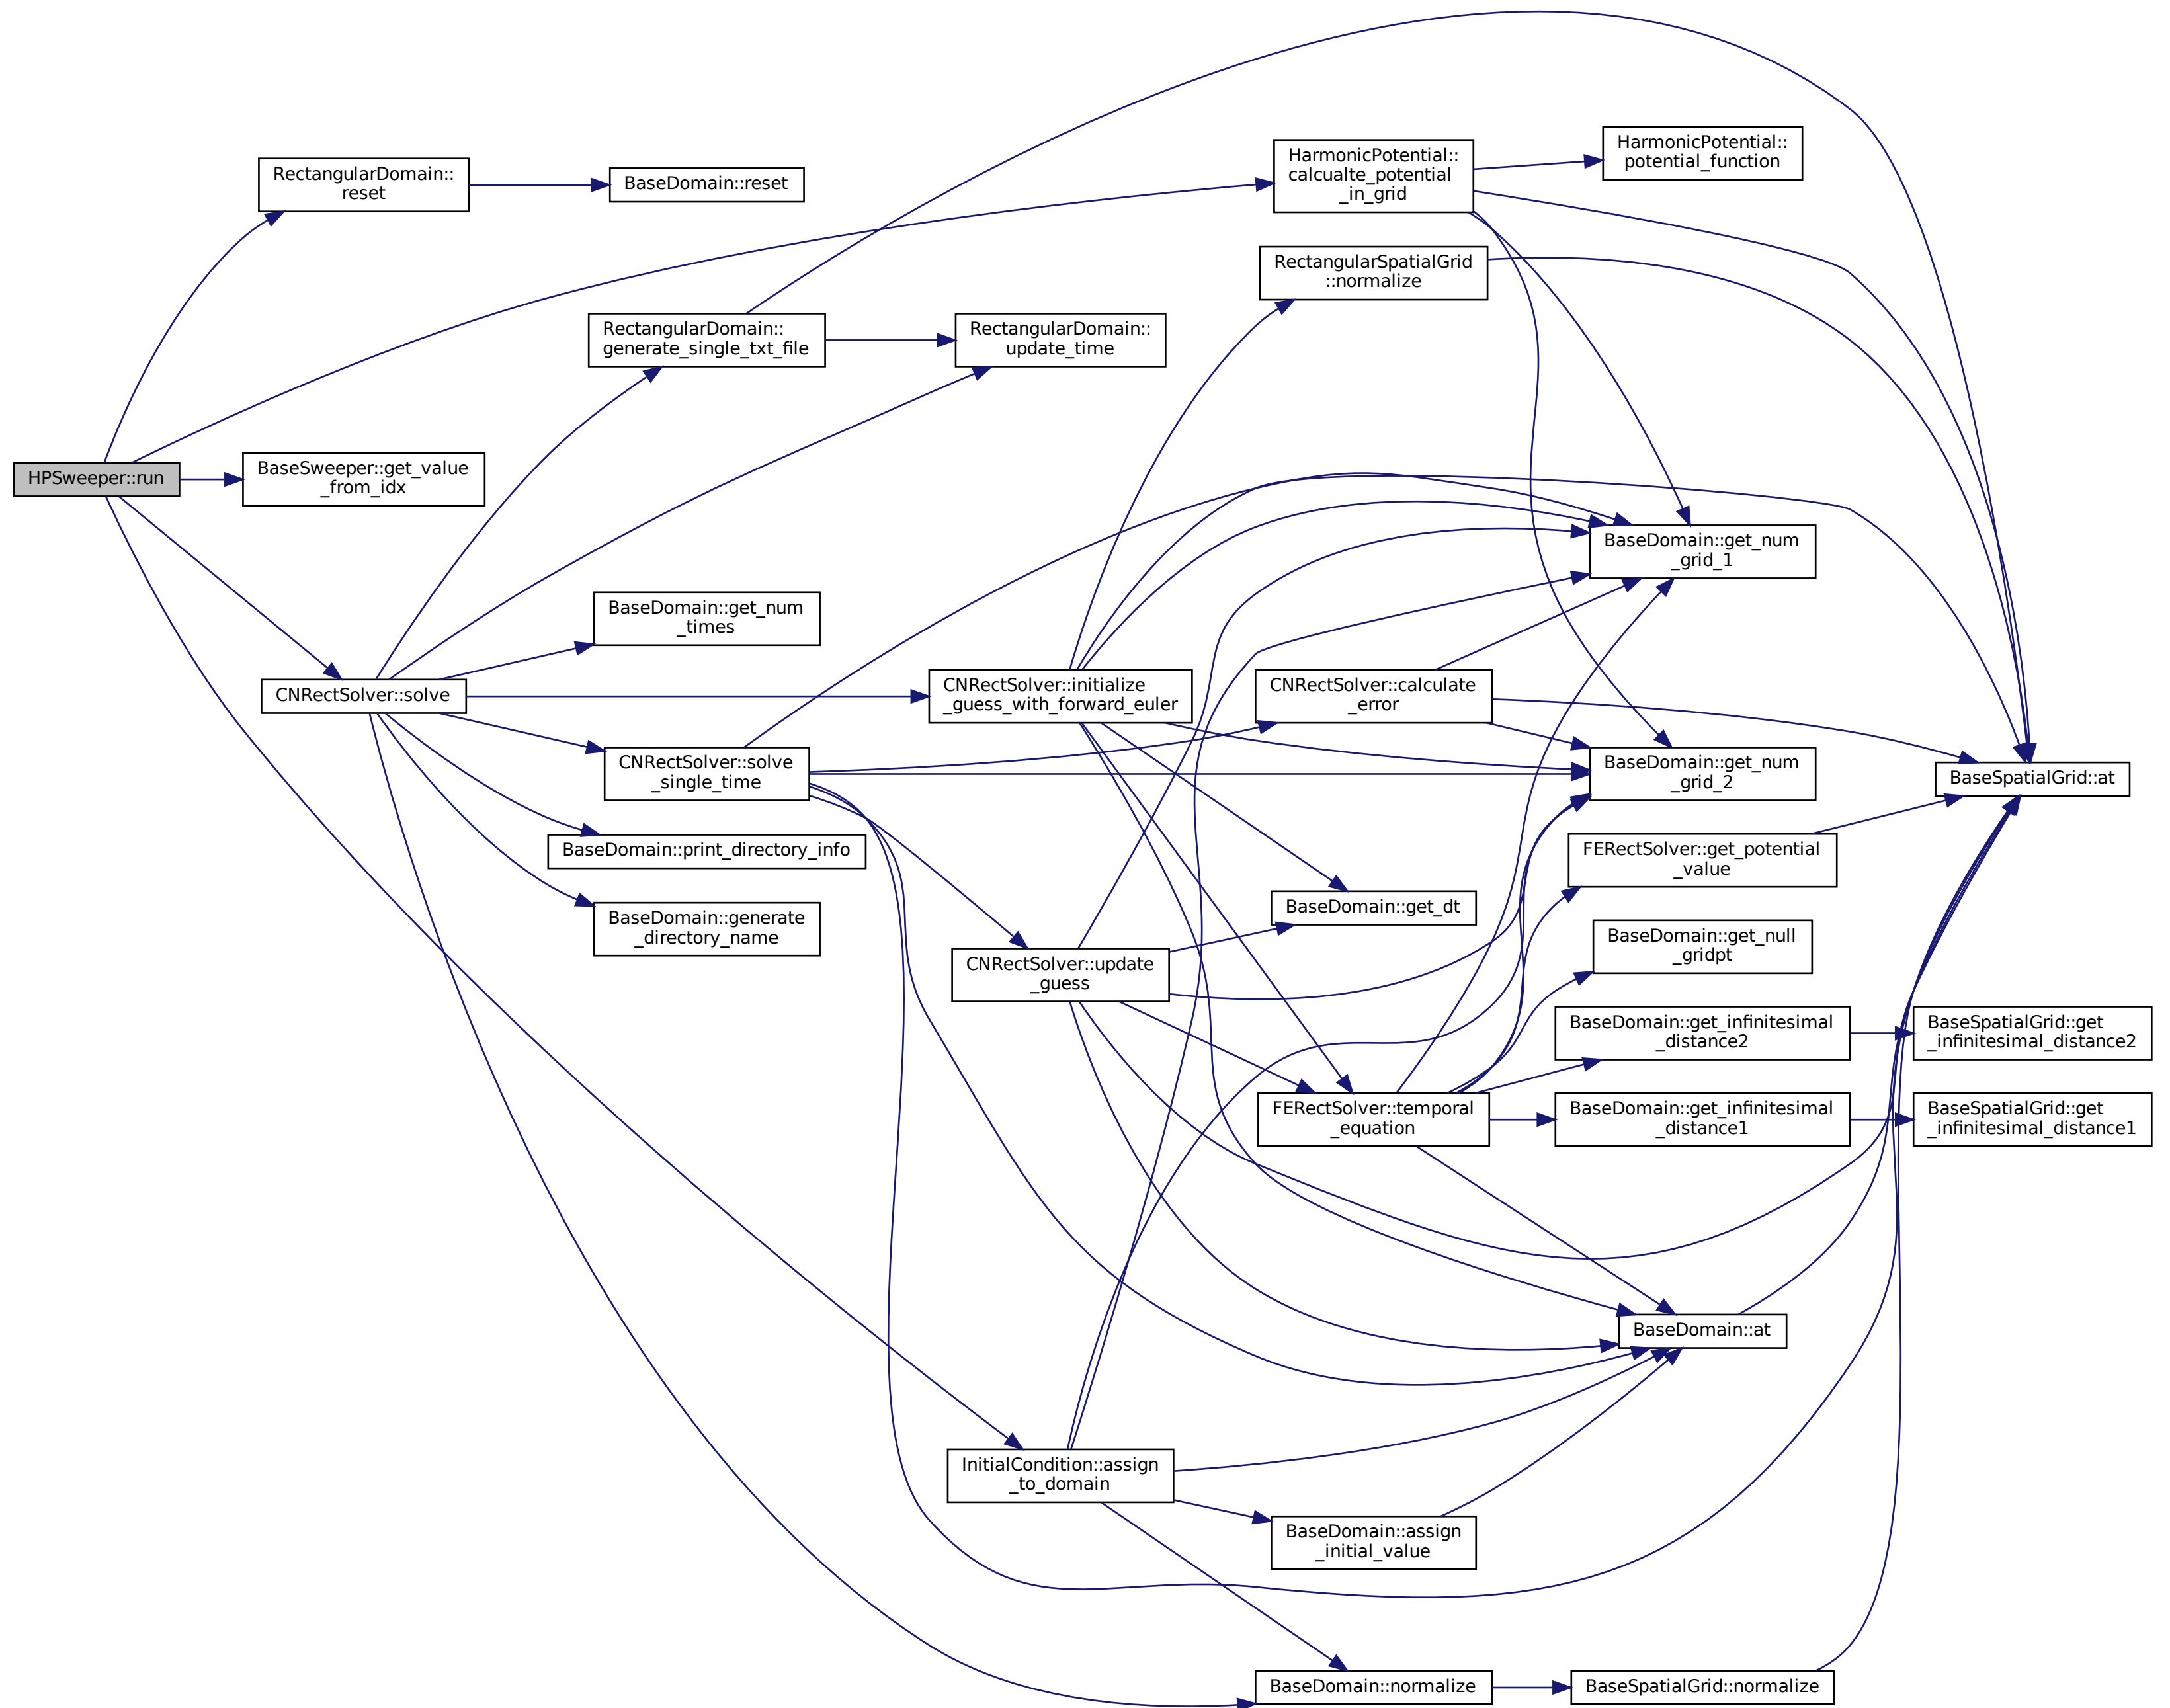 HarmonicPotential::
potential_function
HarmonicPotential::
calcualte_potential
_in_grid
RectangularDomain::
reset
BaseDomain::reset
RectangularSpatialGrid
::normalize
RectangularDomain::
generate_single_txt_file
RectangularDomain::
update_time
HPSweeper::run
BaseSweeper::get_value
_from_idx
BaseDomain::get_num
_grid_1
BaseDomain::get_num
_times
CNRectSolver::solve
CNRectSolver::initialize
_guess_with_forward_euler
CNRectSolver::calculate
_error
CNRectSolver::solve
_single_time
BaseDomain::get_num
_grid_2
BaseSpatialGrid::at
BaseDomain::print_directory_info
FERectSolver::get_potential
_value
BaseDomain::generate
_directory_name
BaseDomain::get_dt
BaseDomain::get_null
_gridpt
CNRectSolver::update
_guess
BaseDomain::get_infinitesimal
_distance2
BaseSpatialGrid::get
_infinitesimal_distance2
FERectSolver::temporal
_equation
BaseDomain::get_infinitesimal
_distance1
BaseSpatialGrid::get
_infinitesimal_distance1
BaseDomain::at
InitialCondition::assign
_to_domain
BaseDomain::assign
_initial_value
BaseDomain::normalize
BaseSpatialGrid::normalize